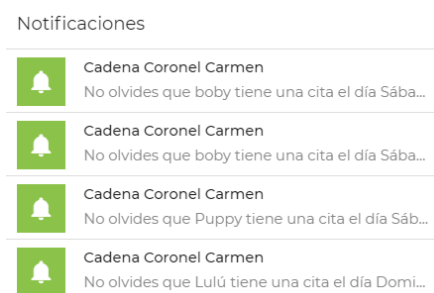 Notificaciones
Cadena Coronel Carmen
No olvides que boby tiene una cita el día Sába...
Cadena Coronel Carmen
No olvides que boby tiene una cita el día Sába...
Cadena Coronel Carmen
No olvides que Puppy tiene una cita el día Sáb...
Cadena Coronel Carmen
No olvides que Lulú tiene una cita el día Domi...